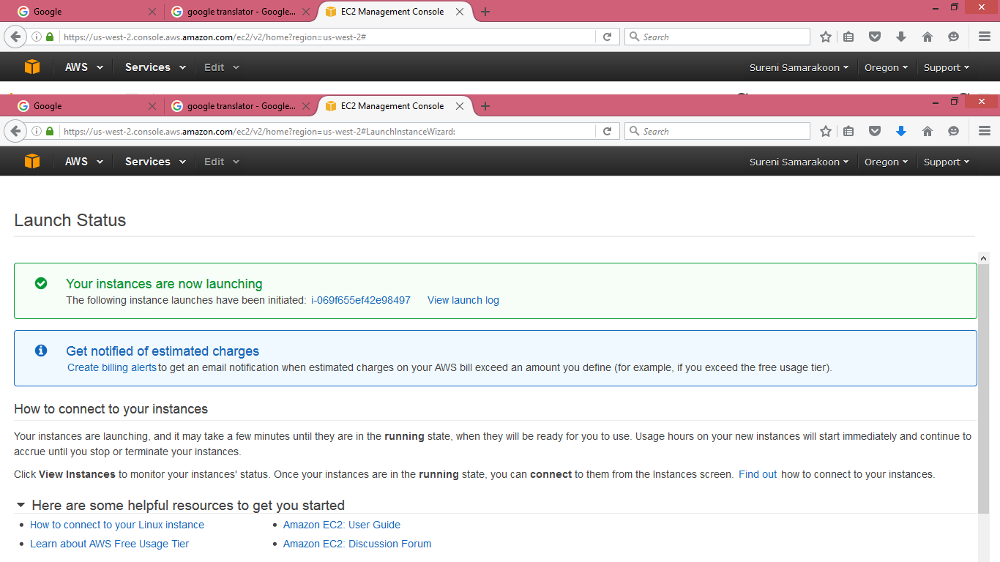 Google
google translator - Google...
EC2 Management Console
https://us-west-2.console.aws.amazon.com/ec2/v2/home?region=us-west-2#
Search
AWS Services Edit Sureni Samarakoon Oregon Support
Google
google translator - Google...
EC2 Management Console
https://us-west-2.console.aws.amazon.com/ec2/v2/home?region=us-west-2#LaunchInstanceWizard:
Search
AWS Services Edit Sureni Samarakoon Oregon Support
Launch Status
Your instances are now launching
The following instance launches have been initiated: i-069f655ef42e98497 View launch log
Get notified of estimated charges
Create billing alerts to get an email notification when estimated charges on your AWS bill exceed an amount you define (for example, if you exceed the free usage tier).
How to connect to your instances
Your instances are launching, and it may take a few minutes until they are in the running state, when they will be ready for you to use. Usage hours on your new instances will start immediately and continue to
accrue until you stop or terminate your instances.
Click View Instances to monitor your instances' status. Once your instances are in the running state, you can connect to them from the Instances screen. Find out how to connect to your instances.
Here are some helpful resources to get you started
• How to connect to your Linux instance
• Amazon EC2: User Guide
• Learn about AWS Free Usage Tier
• Amazon EC2: Discussion Forum